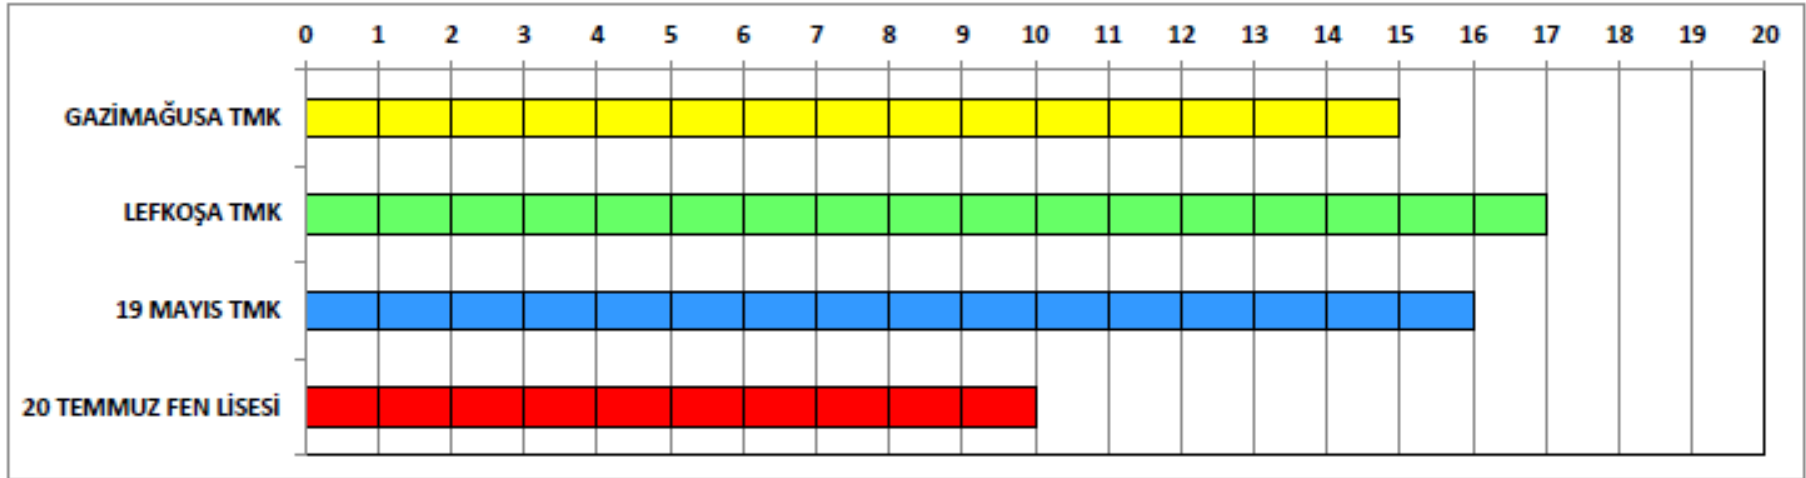 0 1 2 3 4 5 6 7 8 9 10 11 12 13 14 15 16 17 18 19 20
GAZİMAĞUSA TMK
LEFKOŞA TMK
19 MAYIS TMK
20 TEMMUZ FEN LİSESİ